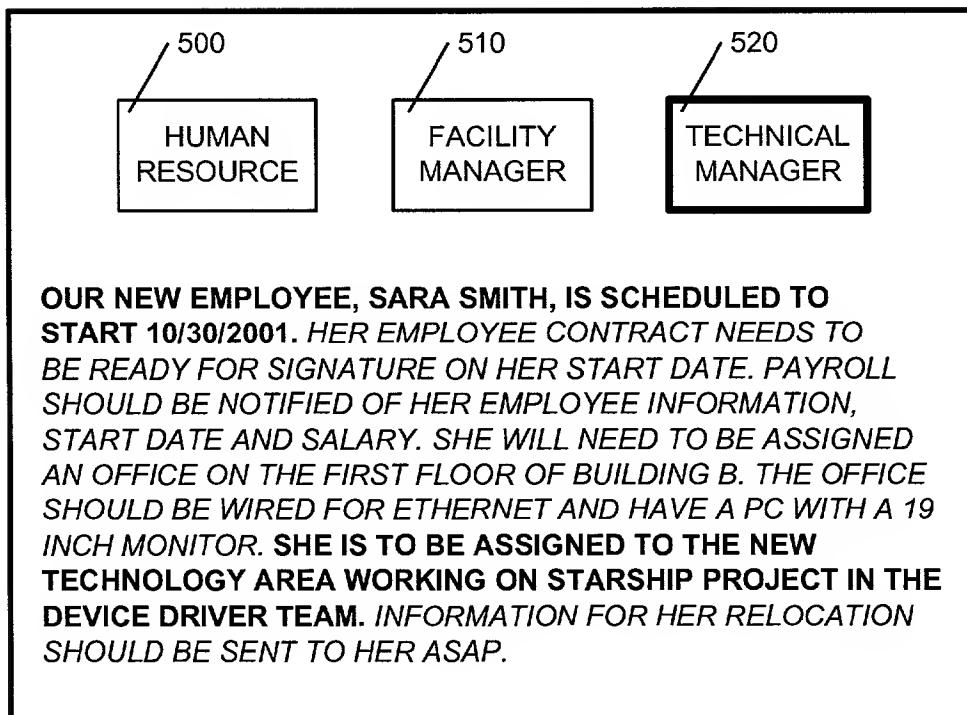 500
510
520
HUMAN
RESOURCE
FACILITY
MANAGER
TECHNICAL
MANAGER
OUR NEW EMPLOYEE, SARA SMITH, IS SCHEDULED TO
START 10/30/2001. HER EMPLOYEE CONTRACT NEEDS TO
BE READY FOR SIGNATURE ON HER START DATE. PAYROLL
SHOULD BE NOTIFIED OF HER EMPLOYEE INFORMATION,
START DATE AND SALARY. SHE WILL NEED TO BE ASSIGNED
AN OFFICE ON THE FIRST FLOOR OF BUILDING B. THE OFFICE
SHOULD BE WIRED FOR ETHERNET AND HAVE A PC WITH A 19
INCH MONITOR. SHE IS TO BE ASSIGNED TO THE NEW
TECHNOLOGY AREA WORKING ON STARSHIP PROJECT IN THE
DEVICE DRIVER TEAM. INFORMATION FOR HER RELOCATION
SHOULD BE SENT TO HER ASAP.